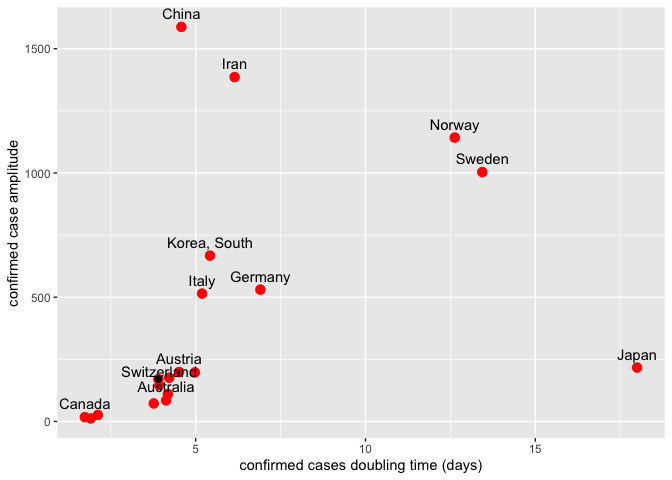 China
1500
Iran
Norway
Sweden
1000
confirmed case amplitude
Korea, South
Italy
Germany
500
Austria
Japan
Switzerland
Australia
Canada
0
5
10
15
confirmed cases doubling time (days)